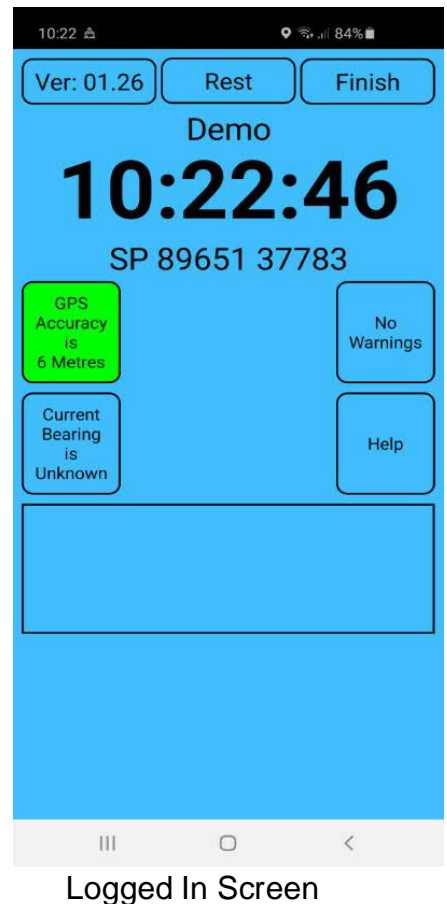 10:22 84%
Ver: 01.26 Rest Finish
Demo
10:22:46
SP 89651 37783
GPS
Accuracy
is
6 Metres
No
Warnings
Current
Bearing
is
Unknown
Help
Logged In Screen